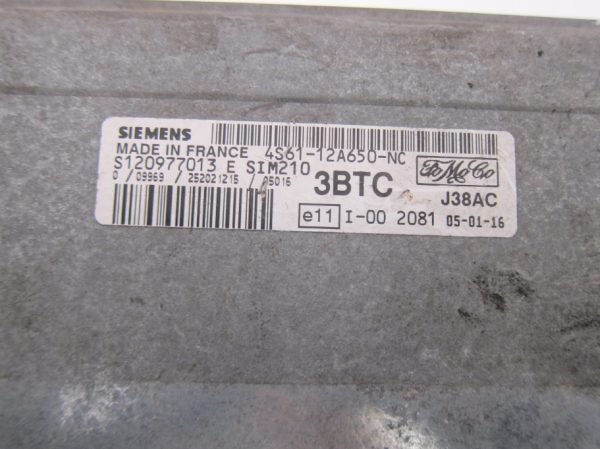 SIEMENS
MADE IN FRANCE 4S61-12A650-NC
S120977013 E SIM210
0 / 09969 / 252021215 / 05016
3BTC
FoMoCo
J38AC
e11 I-00 2081 05-01-16